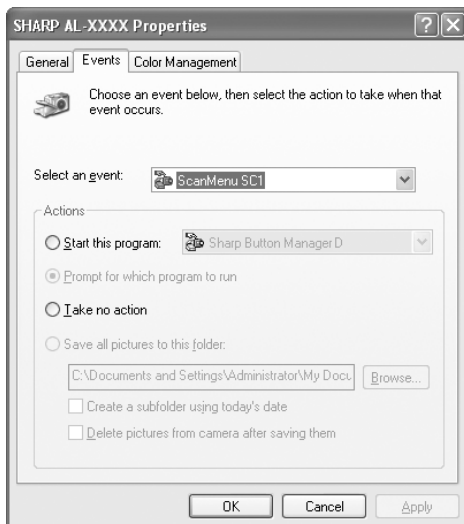 SHARP AL-XXXX Properties
General Events Color Management
Choose an event below, then select the action to take when that
event occurs.
Select an event: ScanMenu SC1
Actions
Start this program: Sharp Button Manager D
Prompt for which program to run
Take no action
Save all pictures to this folder:
C:\Documents and Settings\Administrator\My Docu Browse...
Create a subfolder using today's date
Delete pictures from camera after saving them
OK Cancel Apply